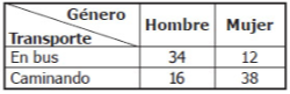 Género
Transporte Hombre Mujer
En bus 34 12
Caminando 16 38